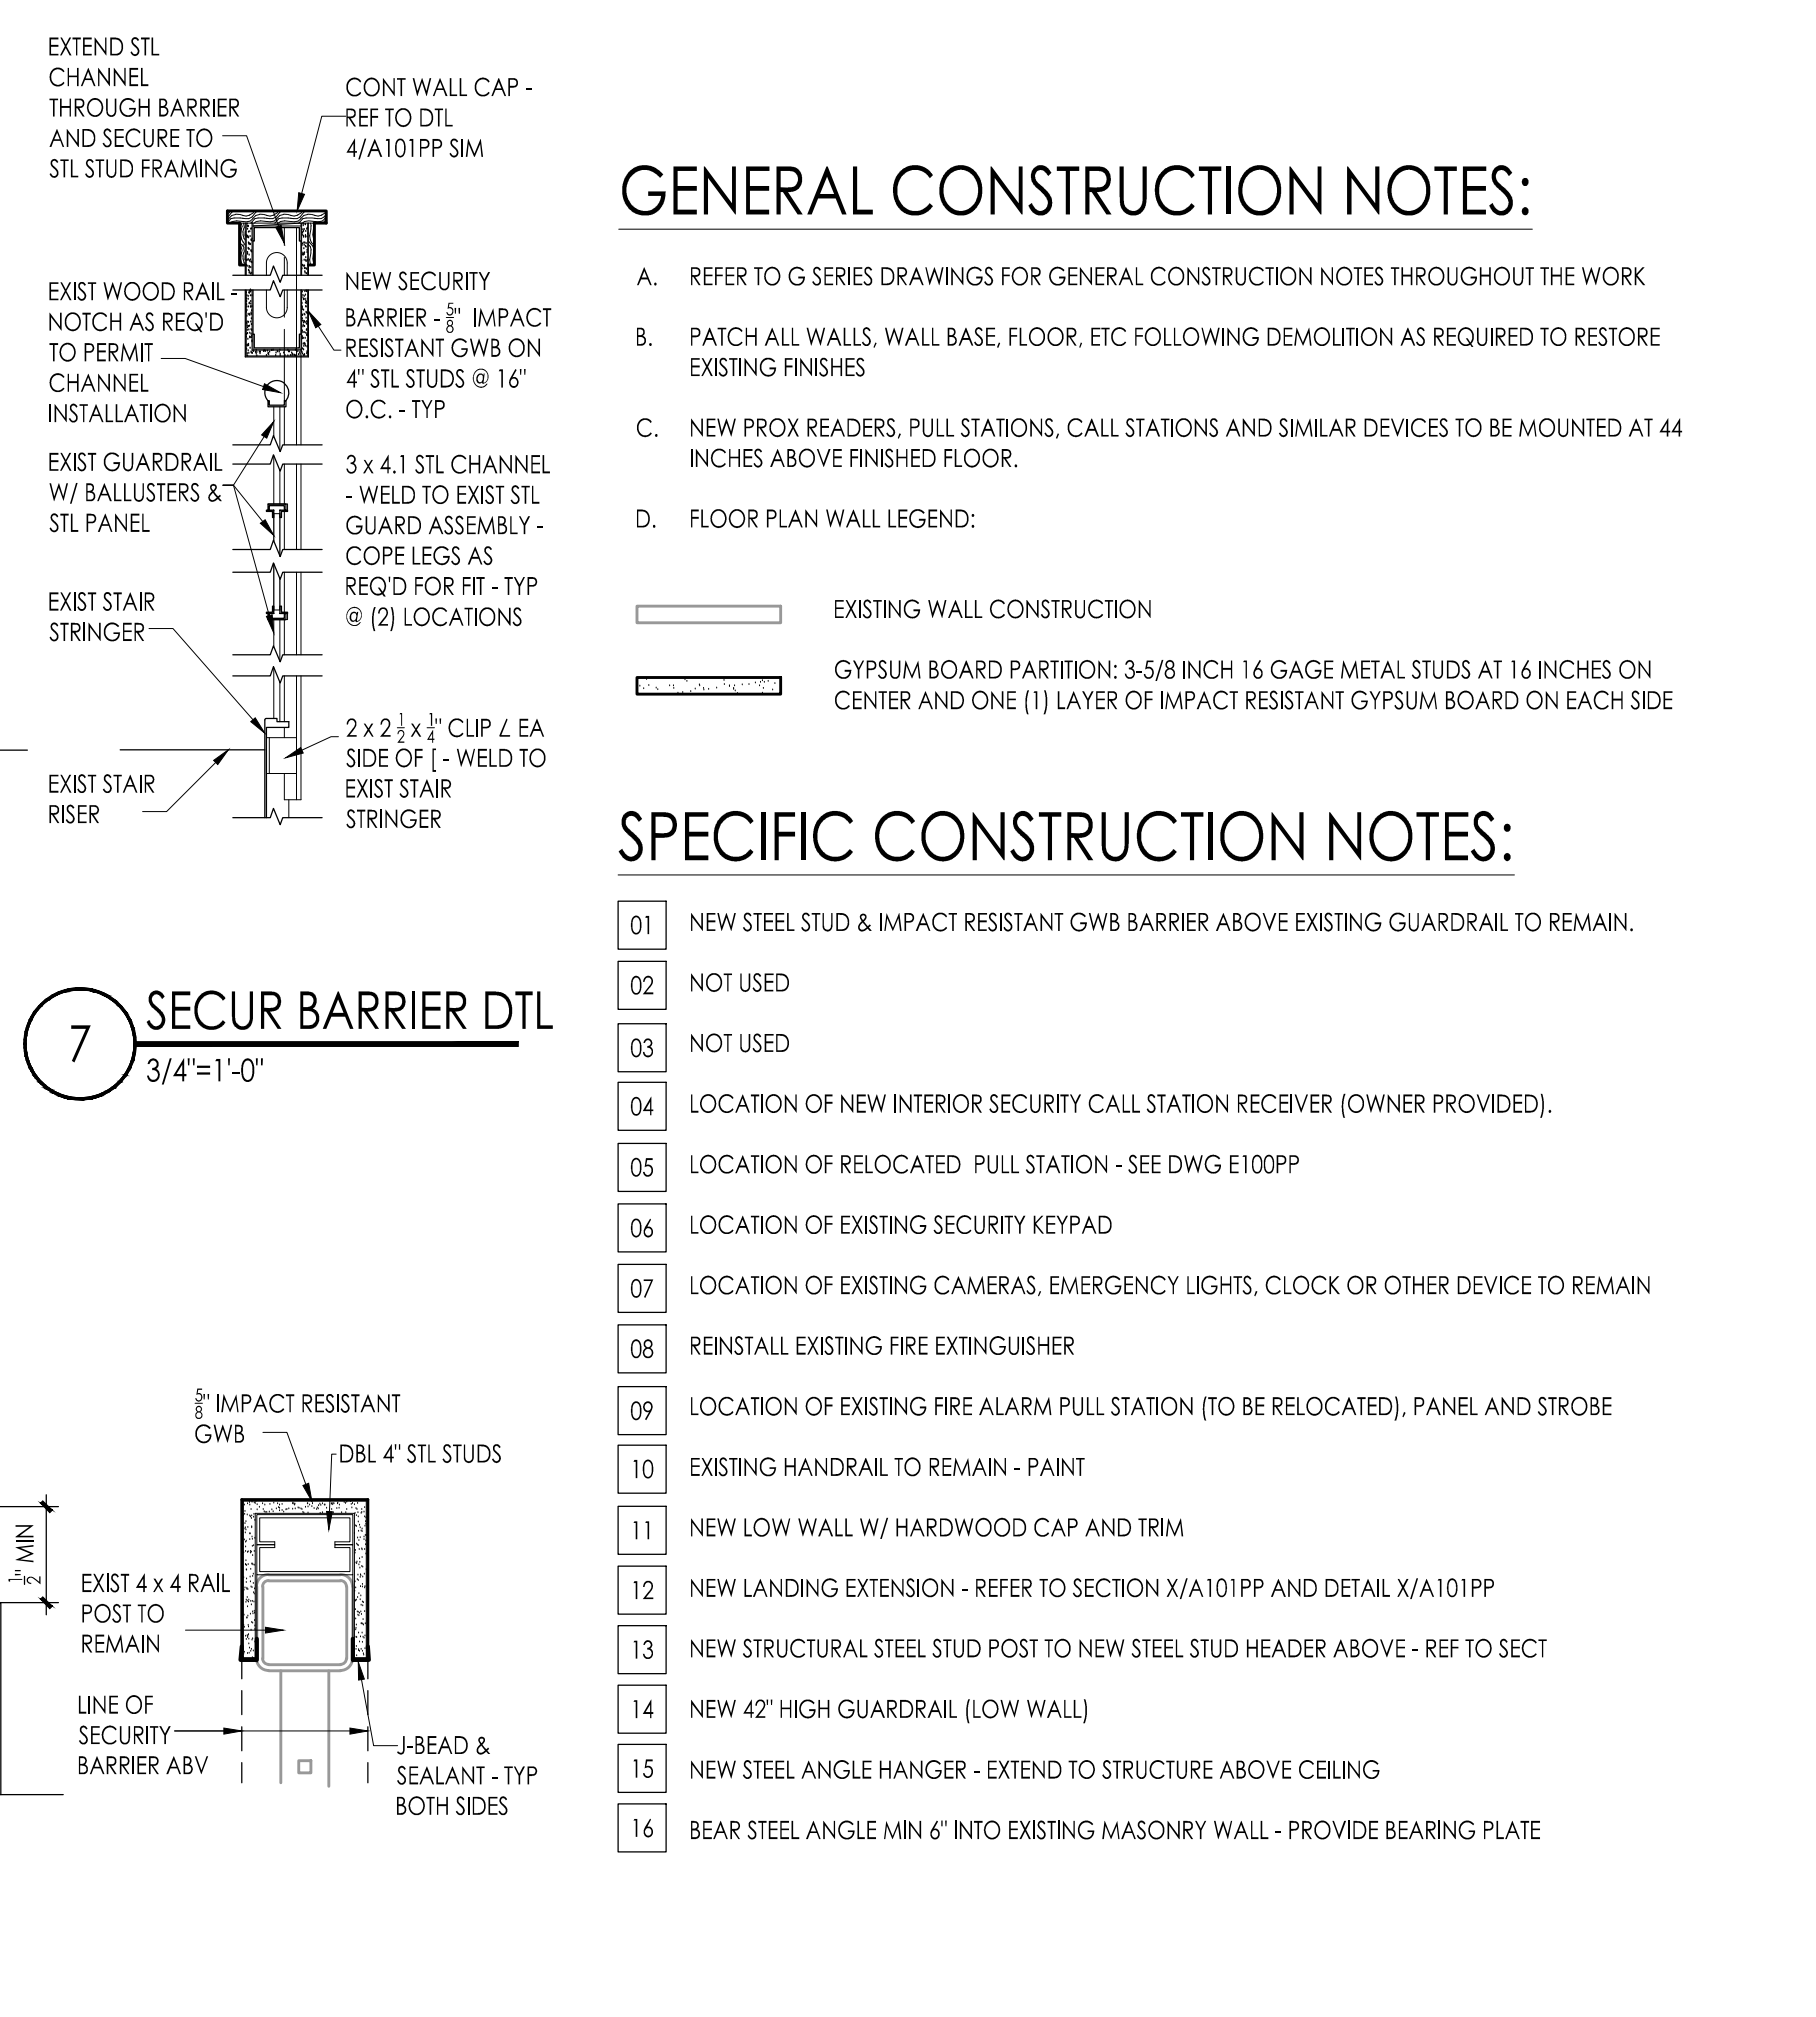 EXTEND STL
CHANNEL
THROUGH BARRIER
AND SECURE TO
STL STUD FRAMING
CONT WALL CAP -
REF TO DTL
4/A101PP SIM
EXIST WOOD RAIL -
NOTCH AS REQ'D
TO PERMIT
CHANNEL
INSTALLATION
NEW SECURITY
BARRIER - 5/8" IMPACT
RESISTANT GWB ON
4" STL STUDS @ 16"
O.C. - TYP
EXIST GUARDRAIL
W/ BALLUSTERS &
STL PANEL
3 x 4.1 STL CHANNEL
- WELD TO EXIST STL
GUARD ASSEMBLY -
COPE LEGS AS
REQ'D FOR FIT - TYP
@ (2) LOCATIONS
EXIST STAIR
STRINGER
2 x 2 1/2 x 1/4" CLIP ∠ EA
SIDE OF [ - WELD TO
EXIST STAIR
STRINGER
EXIST STAIR
RISER
7
SECUR BARRIER DTL
3/4"=1'-0"
5/8" IMPACT RESISTANT
GWB
DBL 4" STL STUDS
1/2" MIN
EXIST 4 x 4 RAIL
POST TO
REMAIN
LINE OF
SECURITY
BARRIER ABV
J-BEAD &
SEALANT - TYP
BOTH SIDES
GENERAL CONSTRUCTION NOTES:
A. REFER TO G SERIES DRAWINGS FOR GENERAL CONSTRUCTION NOTES THROUGHOUT THE WORK
B. PATCH ALL WALLS, WALL BASE, FLOOR, ETC FOLLOWING DEMOLITION AS REQUIRED TO RESTORE
EXISTING FINISHES
C. NEW PROX READERS, PULL STATIONS, CALL STATIONS AND SIMILAR DEVICES TO BE MOUNTED AT 44
INCHES ABOVE FINISHED FLOOR.
D. FLOOR PLAN WALL LEGEND:
EXISTING WALL CONSTRUCTION
GYPSUM BOARD PARTITION: 3-5/8 INCH 16 GAGE METAL STUDS AT 16 INCHES ON
CENTER AND ONE (1) LAYER OF IMPACT RESISTANT GYPSUM BOARD ON EACH SIDE
SPECIFIC CONSTRUCTION NOTES:
01 NEW STEEL STUD & IMPACT RESISTANT GWB BARRIER ABOVE EXISTING GUARDRAIL TO REMAIN.
02 NOT USED
03 NOT USED
04 LOCATION OF NEW INTERIOR SECURITY CALL STATION RECEIVER (OWNER PROVIDED).
05 LOCATION OF RELOCATED PULL STATION - SEE DWG E100PP
06 LOCATION OF EXISTING SECURITY KEYPAD
07 LOCATION OF EXISTING CAMERAS, EMERGENCY LIGHTS, CLOCK OR OTHER DEVICE TO REMAIN
08 REINSTALL EXISTING FIRE EXTINGUISHER
09 LOCATION OF EXISTING FIRE ALARM PULL STATION (TO BE RELOCATED), PANEL AND STROBE
10 EXISTING HANDRAIL TO REMAIN - PAINT
11 NEW LOW WALL W/ HARDWOOD CAP AND TRIM
12 NEW LANDING EXTENSION - REFER TO SECTION X/A101PP AND DETAIL X/A101PP
13 NEW STRUCTURAL STEEL STUD POST TO NEW STEEL STUD HEADER ABOVE - REF TO SECT
14 NEW 42" HIGH GUARDRAIL (LOW WALL)
15 NEW STEEL ANGLE HANGER - EXTEND TO STRUCTURE ABOVE CEILING
16 BEAR STEEL ANGLE MIN 6" INTO EXISTING MASONRY WALL - PROVIDE BEARING PLATE